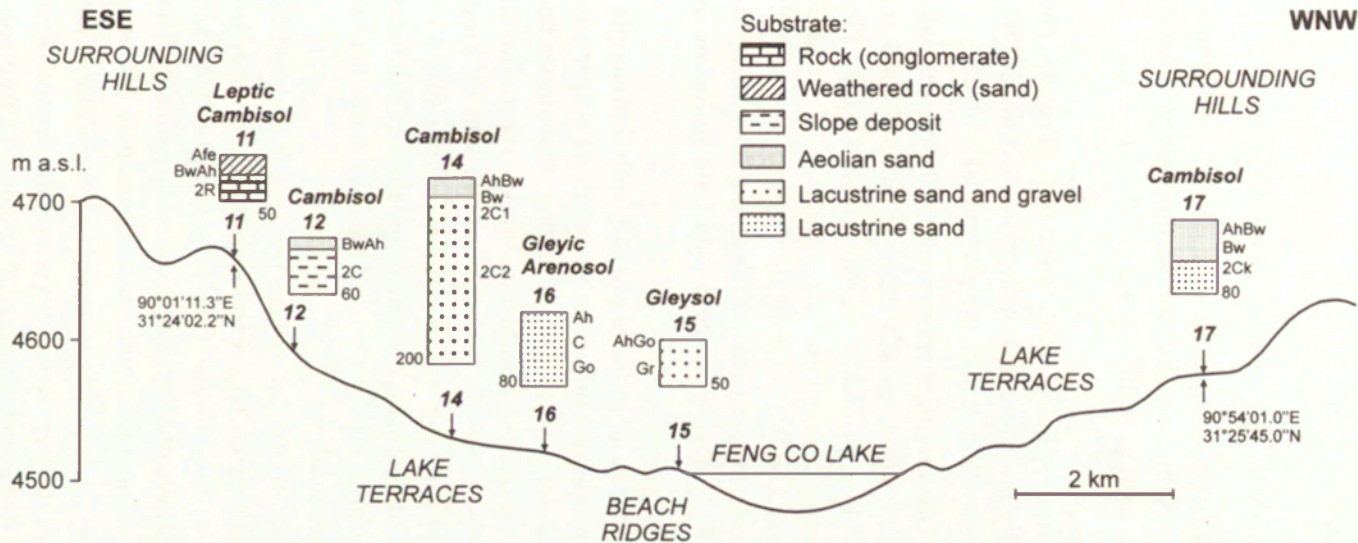 ESE
WNW
SURROUNDING
HILLS
Substrate:
Rock (conglomerate)
Weathered rock (sand)
Slope deposit
Aeolian sand
Lacustrine sand and gravel
Lacustrine sand
SURROUNDING
HILLS
m a.s.l.
4700
4600
4500
Leptic
Cambisol
11
Afe
BwAh
2R
50
11
90°01'11.3"E
31°24'02.2"N
Cambisol
12
BwAh
2C
60
12
Cambisol
14
AhBw
Bw
2C1
2C2
200
14
Gleyic
Arenosol
16
Ah
C
Go
80
16
Gleysol
15
AhGo
Gr
50
15
Cambisol
17
AhBw
Bw
2Ck
80
17
90°54'01.0"E
31°25'45.0"N
LAKE
TERRACES
BEACH
RIDGES
FENG CO LAKE
LAKE
TERRACES
2 km